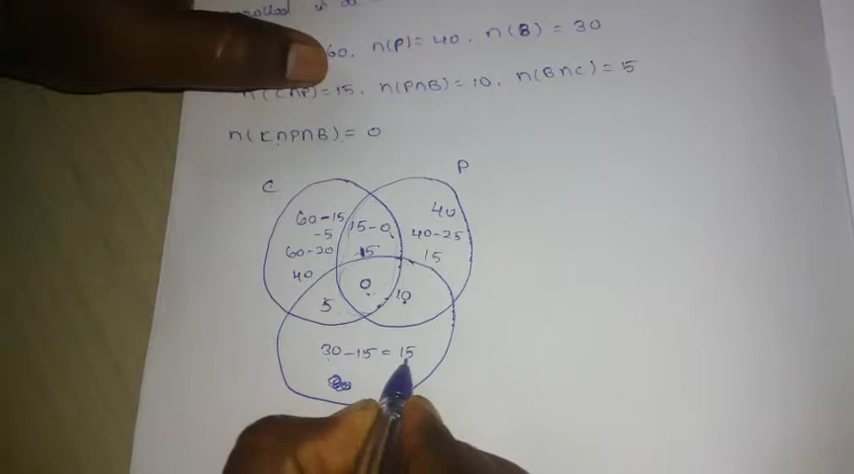 60, n(P) = 40, n(B) = 30
n(C∩P) = 15, n(P∩B) = 10, n(B∩C) = 5
n(C∩P∩B) = 0
C
P
60-15
-5
60-20
40
15-0
15
40
40-25
15
0
5
10
30-15 = 15